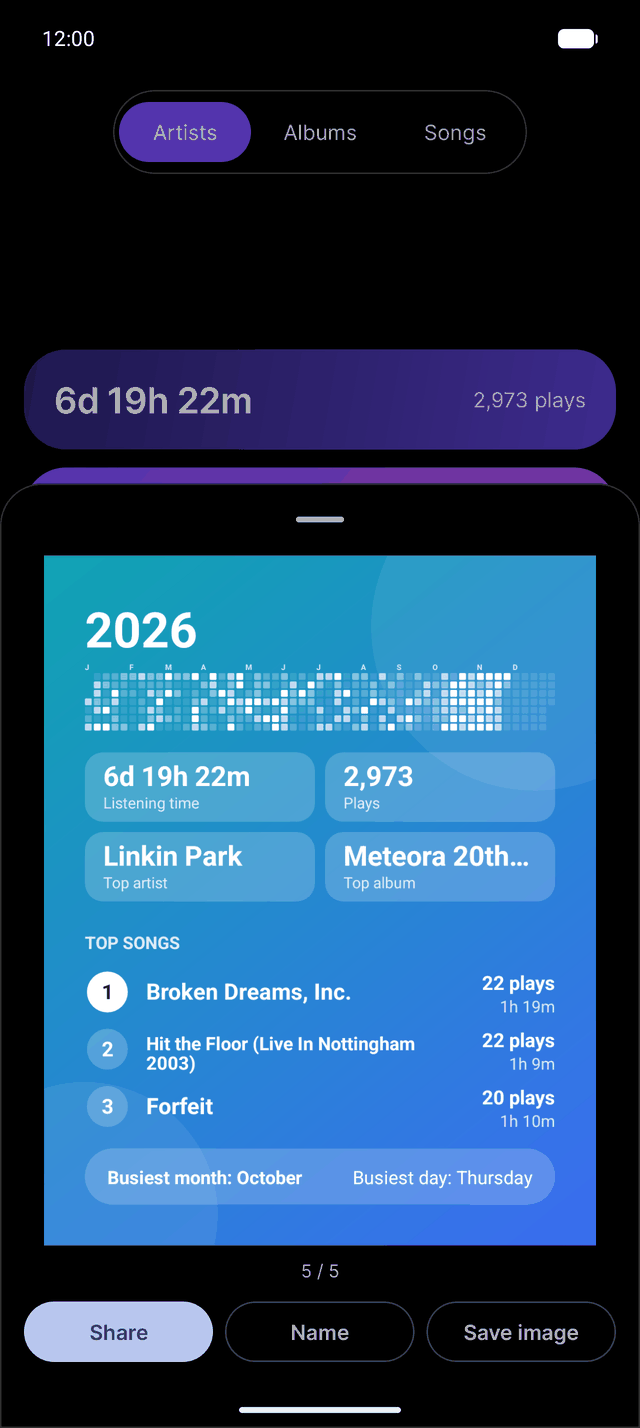 12:00
Artists
Albums
Songs
6d 19h 22m
2,973 plays
2026
J F M A M J J A S O N D
6d 19h 22m
Listening time
2,973
Plays
Linkin Park
Top artist
Meteora 20th...
Top album
TOP SONGS
1
Broken Dreams, Inc.
22 plays
1h 19m
2
Hit the Floor (Live In Nottingham
2003)
22 plays
1h 9m
3
Forfeit
20 plays
1h 10m
Busiest month: October
Busiest day: Thursday
5 / 5
Share
Name
Save image